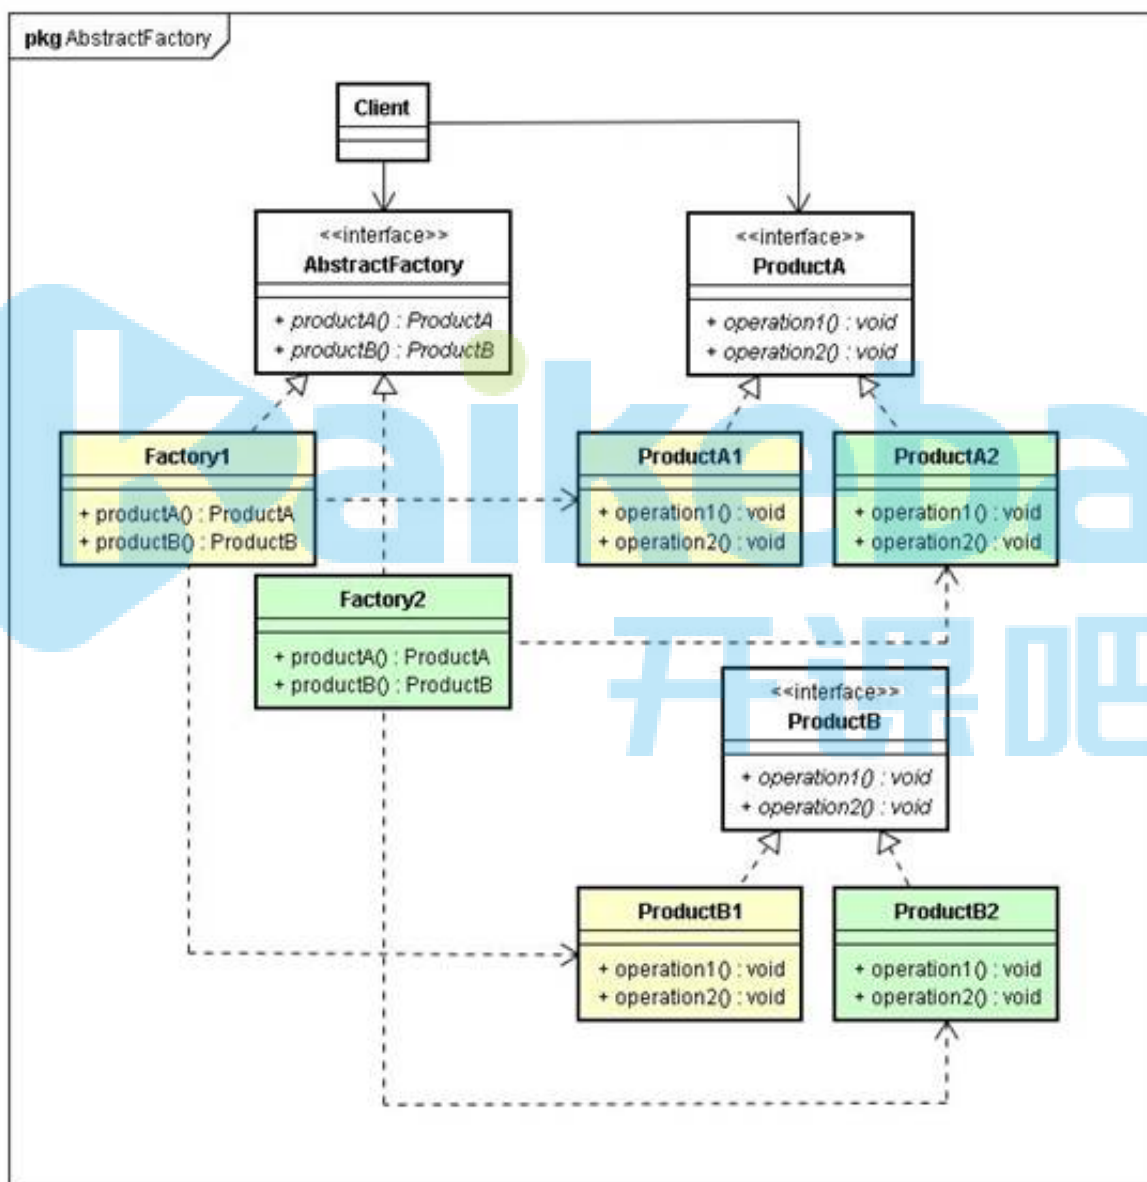 pkg AbstractFactory
Client
<<interface>>
AbstractFactory
+ productA() : ProductA
+ productB() : ProductB
<<interface>>
ProductA
+ operation1() : void
+ operation2() : void
Factory1
+ productA() : ProductA
+ productB() : ProductB
ProductA1
+ operation1() : void
+ operation2() : void
ProductA2
+ operation1() : void
+ operation2() : void
Factory2
+ productA() : ProductA
+ productB() : ProductB
<<interface>>
ProductB
+ operation1() : void
+ operation2() : void
ProductB1
+ operation1() : void
+ operation2() : void
ProductB2
+ operation1() : void
+ operation2() : void
kaikeba
开课吧